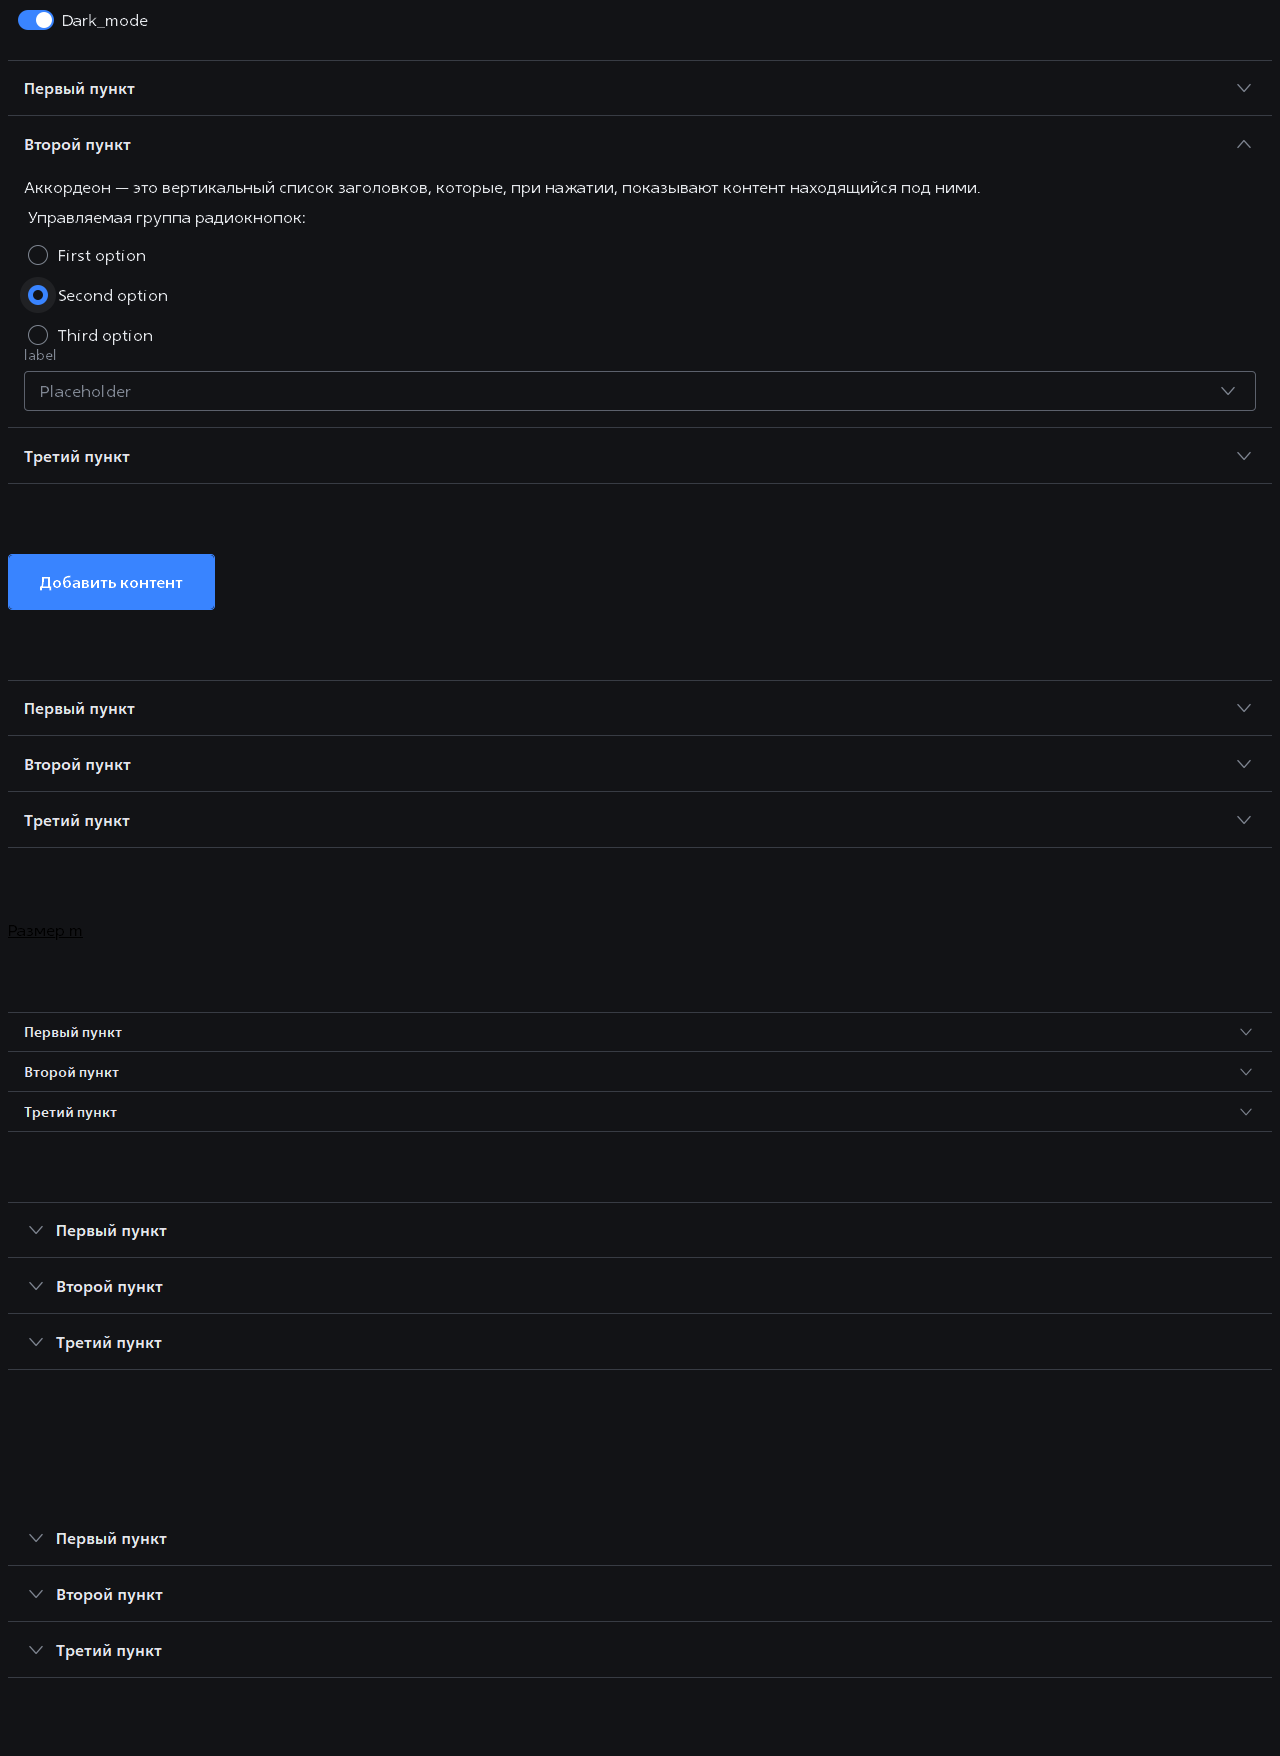 Dark_mode
Первый пункт
Второй пункт
Аккордеон — это вертикальный список заголовков, которые, при нажатии, показывают контент находящийся под ними.
Управляемая группа радиокнопок:
First option
Second option
Third option
label
Placeholder
Третий пункт
Добавить контент
Первый пункт
Второй пункт
Третий пункт
Размер m
Первый пункт
Второй пункт
Третий пункт
Первый пункт
Второй пункт
Третий пункт
Первый пункт
Второй пункт
Третий пункт